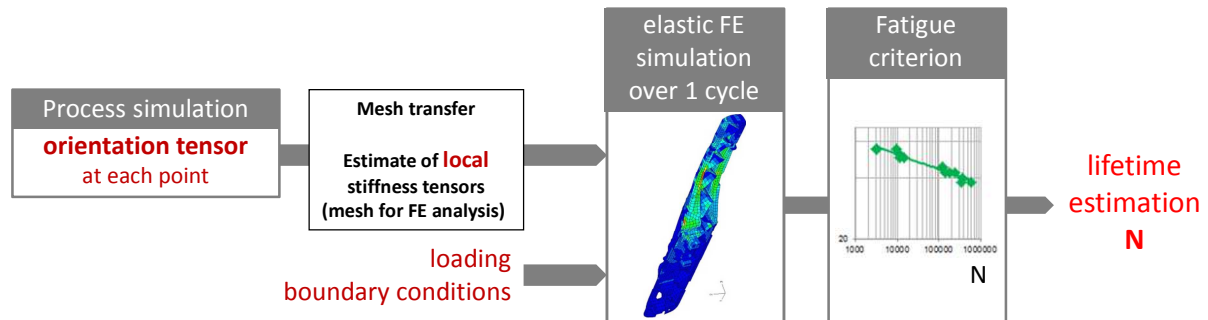 Process simulation
orientation tensor
at each point
Mesh transfer
Estimate of local
stiffness tensors
(mesh for FE analysis)
loading
boundary conditions
elastic FE
simulation
over 1 cycle
Fatigue
criterion
20
1000 10000 100000 1000000
N
lifetime
estimation
N